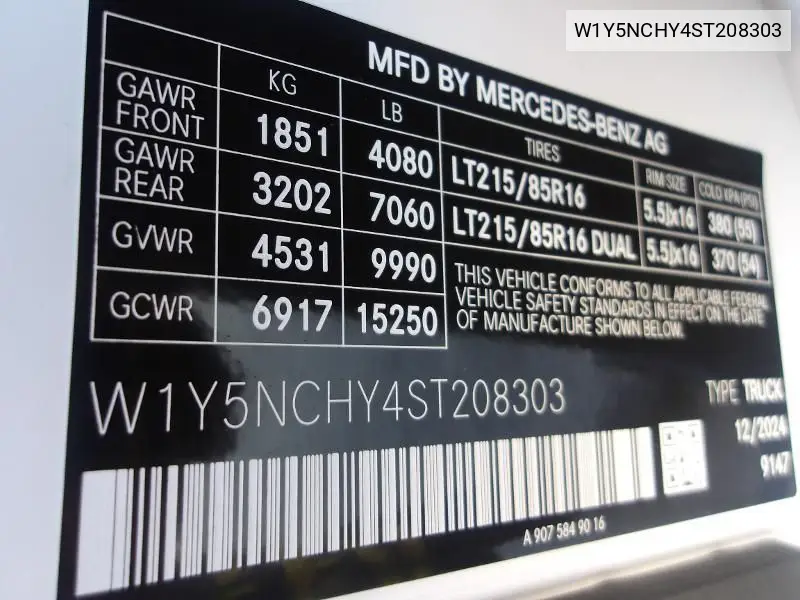 W1Y5NCHY4ST208303
MFD BY MERCEDES-BENZ AG
KG LB TIRES RIM SIZE COLD KPA(PSI)
GAWR FRONT 1851 4080 LT215/85R16 5.5Jx16 380 (55)
GAWR REAR 3202 7060 LT215/85R16 DUAL 5.5Jx16 370 (54)
GVWR 4531 9990
GCWR 6917 15250
THIS VEHICLE CONFORMS TO ALL APPLICABLE FEDERAL
VEHICLE SAFETY STANDARDS IN EFFECT ON THE DATE
OF MANUFACTURE SHOWN BELOW.
W1Y5NCHY4ST208303
TYPE TRUCK
12/2024
9147
A 907 584 90 16